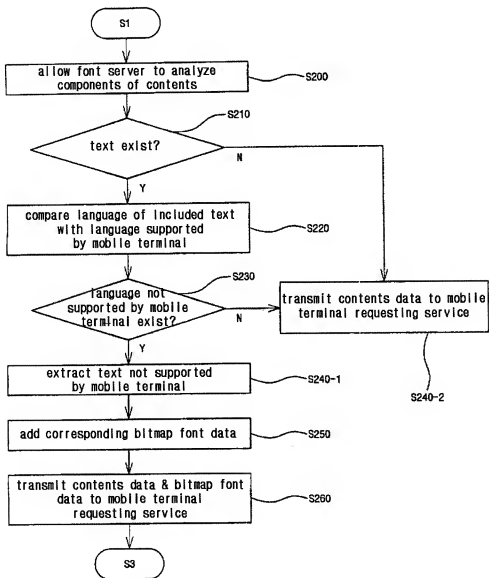 S1
allow font server to analyze
components of contents
S200
S210
text exist?
N
Y
compare language of included text
with language supported
by mobile terminal
S220
S230
language not
supported by mobile
terminal exist?
N
Y
transmit contents data to mobile
terminal requesting service
S240-2
extract text not supported
by mobile terminal
S240-1
add corresponding bitmap font data
S250
transmit contents data & bitmap font
data to mobile terminal
requesting service
S260
S3